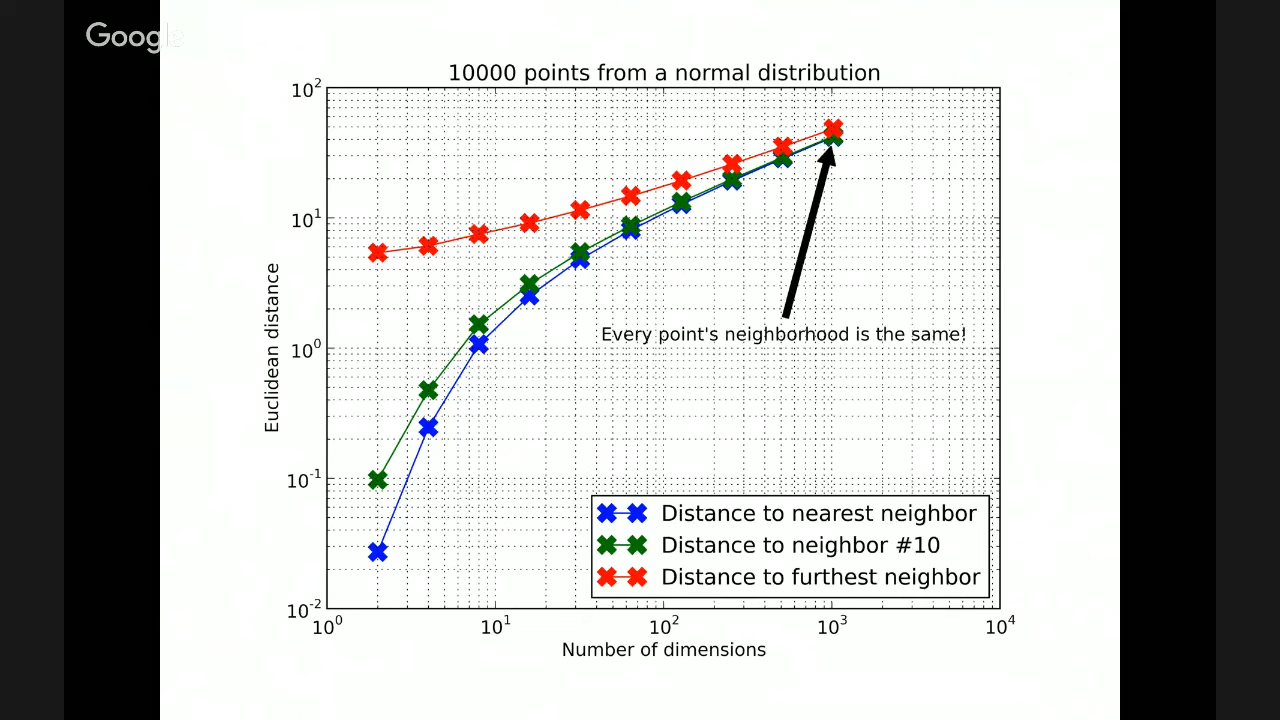 Google
10000 points from a normal distribution
10²
10¹
10⁰
10⁻¹
10⁻²
Euclidean distance
Every point's neighborhood is the same!
Distance to nearest neighbor
Distance to neighbor #10
Distance to furthest neighbor
10⁰ 10¹ 10² 10³ 10⁴
Number of dimensions